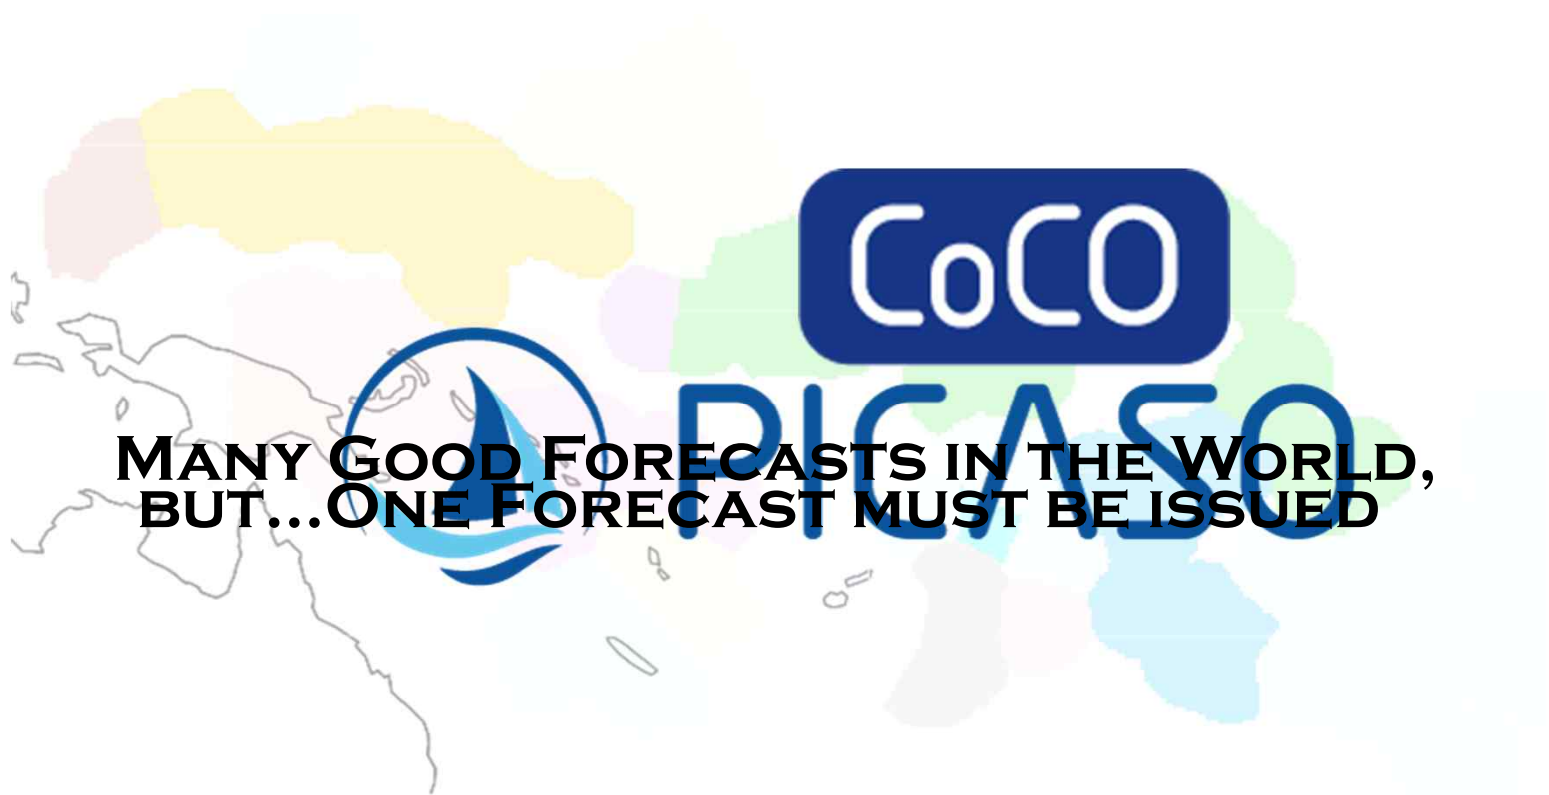 CoCO
PICASO
Many Good Forecasts in the World,
but...One Forecast must be issued